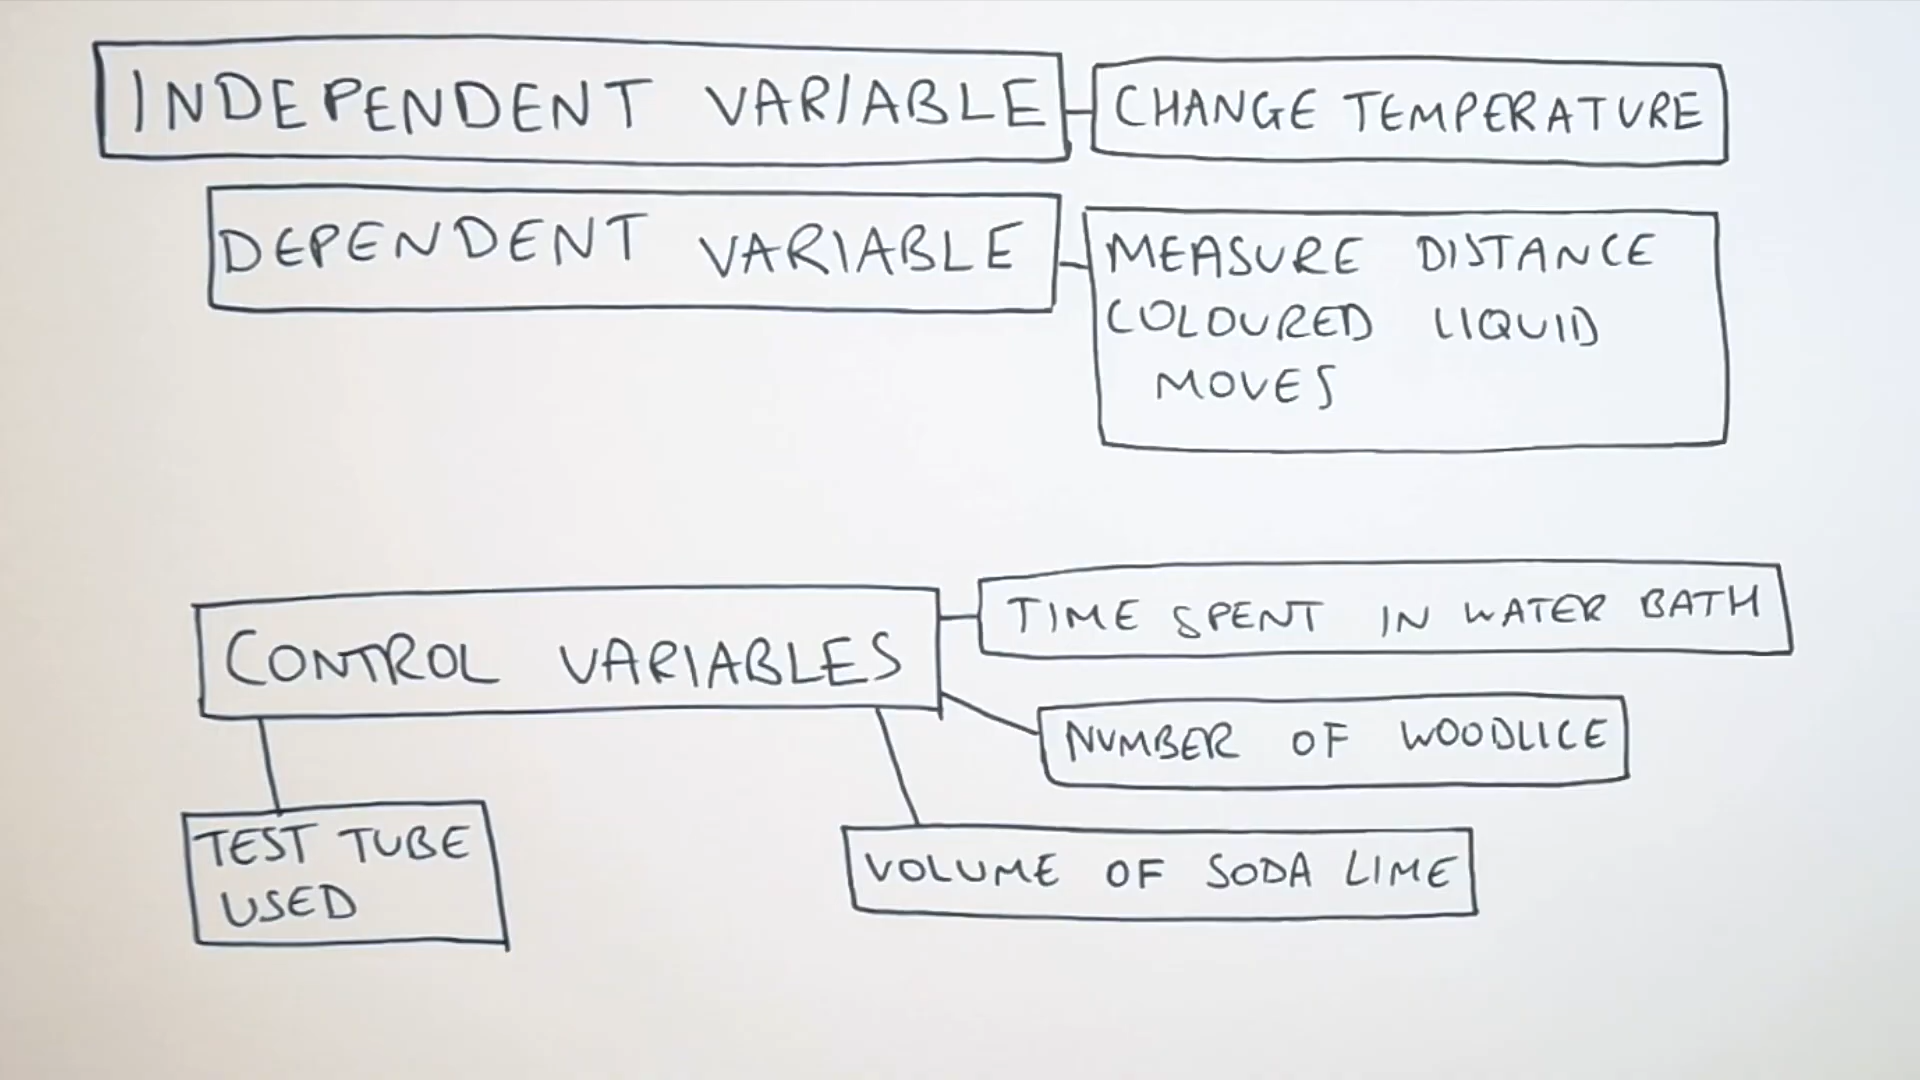 INDEPENDENT VARIABLE
CHANGE TEMPERATURE
DEPENDENT VARIABLE
MEASURE DISTANCE
COLOURED LIQUID
MOVES
CONTROL VARIABLES
TIME SPENT IN WATER BATH
NUMBER OF WOODLICE
VOLUME OF SODA LIME
TEST TUBE
USED